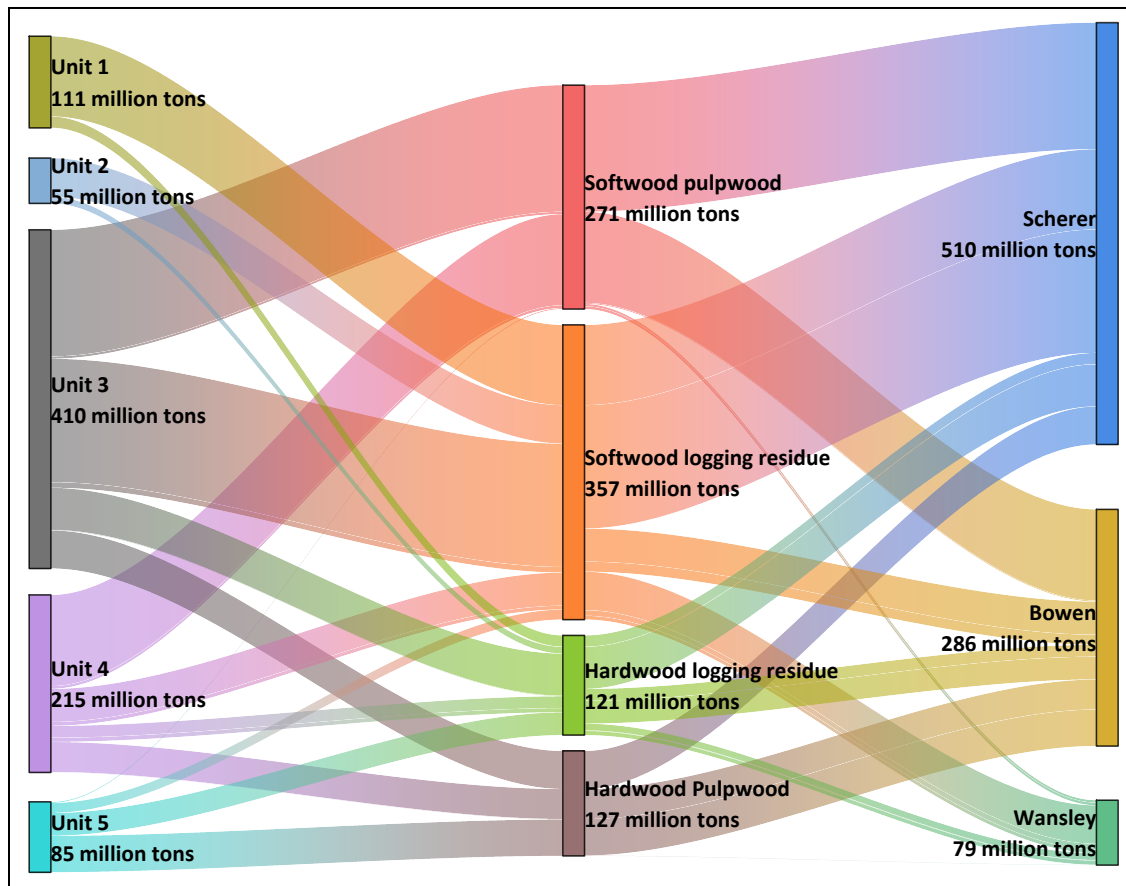 Unit 1
111 million tons
Unit 2
55 million tons
Unit 3
410 million tons
Unit 4
215 million tons
Unit 5
85 million tons
Softwood pulpwood
271 million tons
Softwood logging residue
357 million tons
Hardwood logging residue
121 million tons
Hardwood Pulpwood
127 million tons
Scherer
510 million tons
Bowen
286 million tons
Wansley
79 million tons